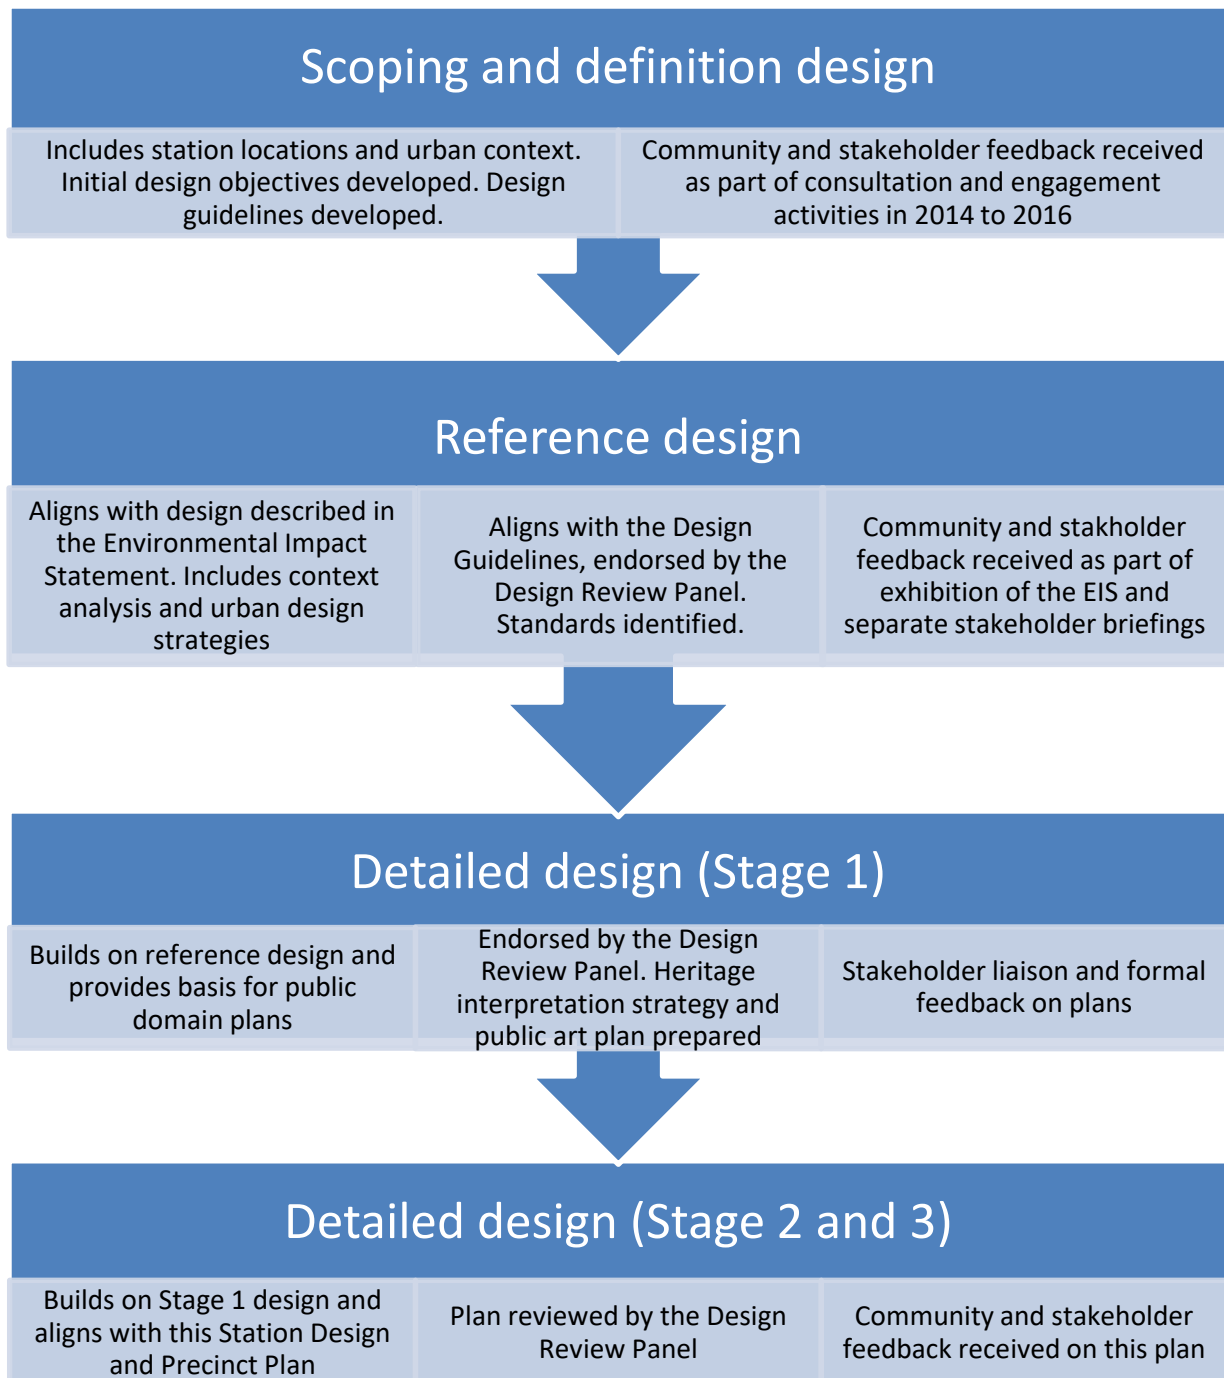 Scoping and definition design
Includes station locations and urban context.
Initial design objectives developed. Design
guidelines developed.
Community and stakeholder feedback received
as part of consultation and engagement
activities in 2014 to 2016
Reference design
Aligns with design described in
the Environmental Impact
Statement. Includes context
analysis and urban design
strategies
Aligns with the Design
Guidelines, endorsed by the
Design Review Panel.
Standards identified.
Community and stakholder
feedback received as part of
exhibition of the EIS and
separate stakeholder briefings
Detailed design (Stage 1)
Builds on reference design and
provides basis for public
domain plans
Endorsed by the Design
Review Panel. Heritage
interpretation strategy and
public art plan prepared
Stakeholder liaison and formal
feedback on plans
Detailed design (Stage 2 and 3)
Builds on Stage 1 design and
aligns with this Station Design
and Precinct Plan
Plan reviewed by the Design
Review Panel
Community and stakeholder
feedback received on this plan